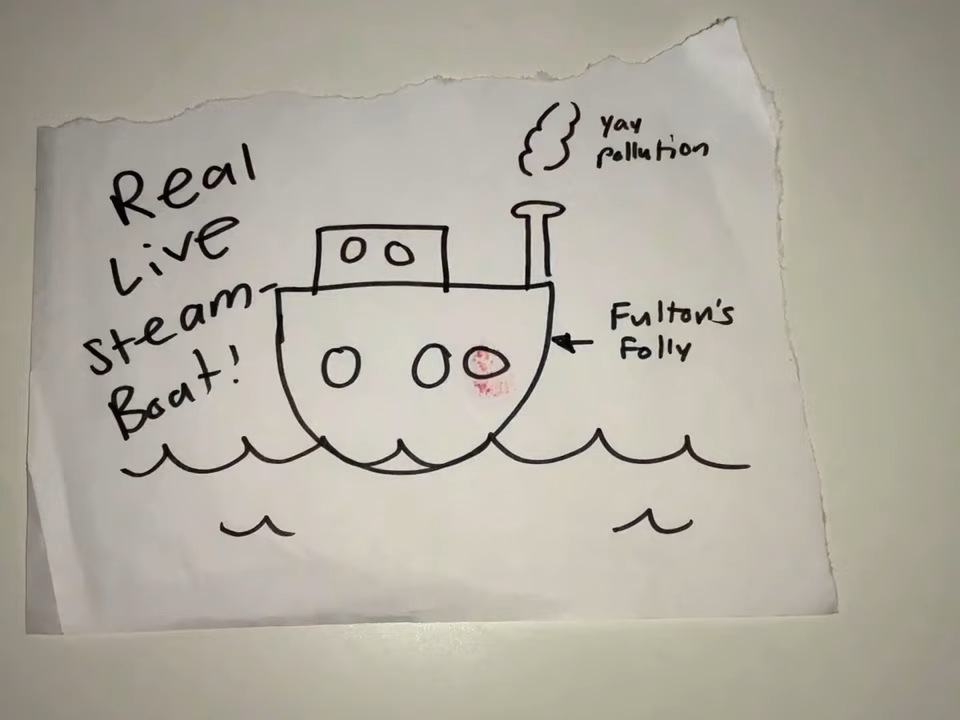 Real
Live
Steam-
Boat!
Yay
pollution
Fulton's
Folly